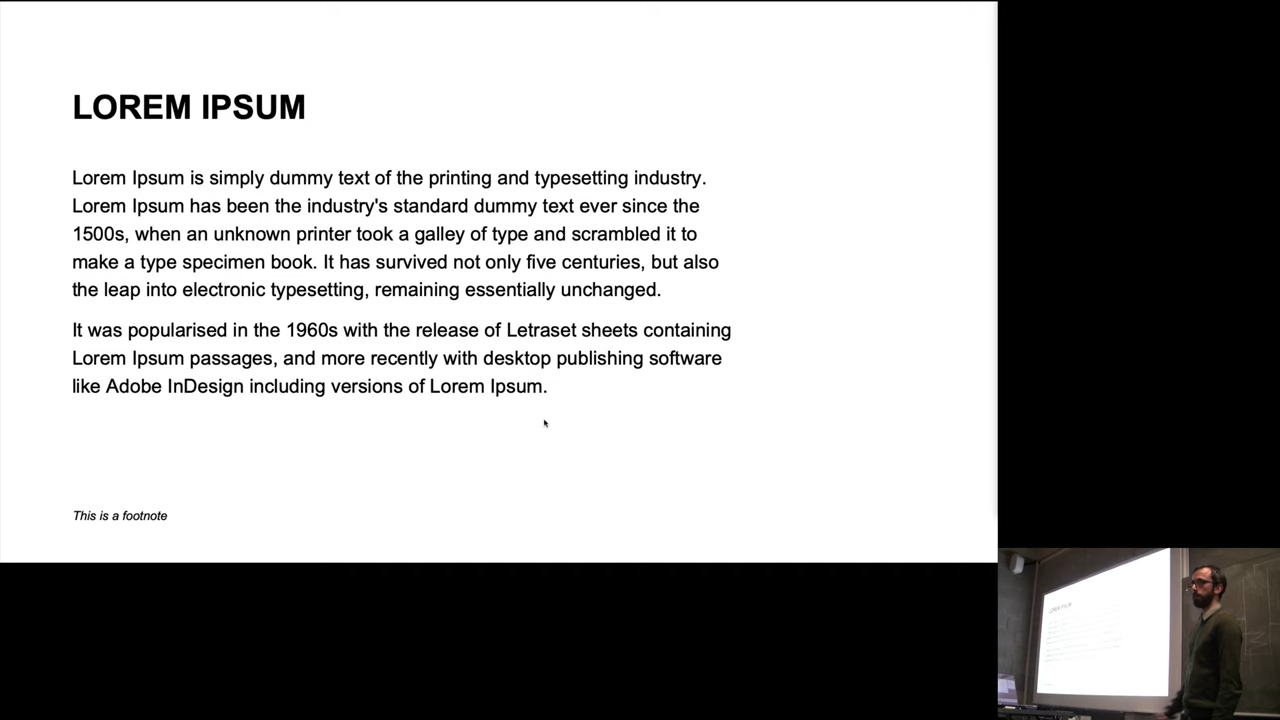 LOREM IPSUM
Lorem Ipsum is simply dummy text of the printing and typesetting industry.
Lorem Ipsum has been the industry's standard dummy text ever since the
1500s, when an unknown printer took a galley of type and scrambled it to
make a type specimen book. It has survived not only five centuries, but also
the leap into electronic typesetting, remaining essentially unchanged.
It was popularised in the 1960s with the release of Letraset sheets containing
Lorem Ipsum passages, and more recently with desktop publishing software
like Adobe InDesign including versions of Lorem Ipsum.
This is a footnote
LOREM IPSUM